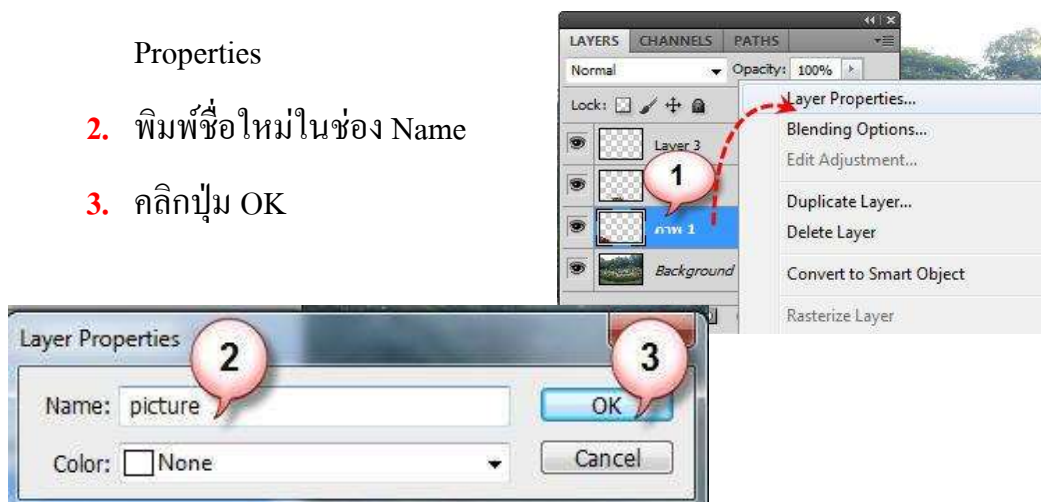 Properties
2. พิมพ์ชื่อใหม่ในช่อง Name
3. คลิกปุ่ม OK
LAYERS CHANNELS PATHS
Normal Opacity: 100%
Lock:
Layer 3
1
ภาพ 1
Background
Layer Properties...
Blending Options...
Edit Adjustment...
Duplicate Layer...
Delete Layer
Convert to Smart Object
Rasterize Layer
Layer Properties
2
3
Name: picture
OK
Color: None
Cancel